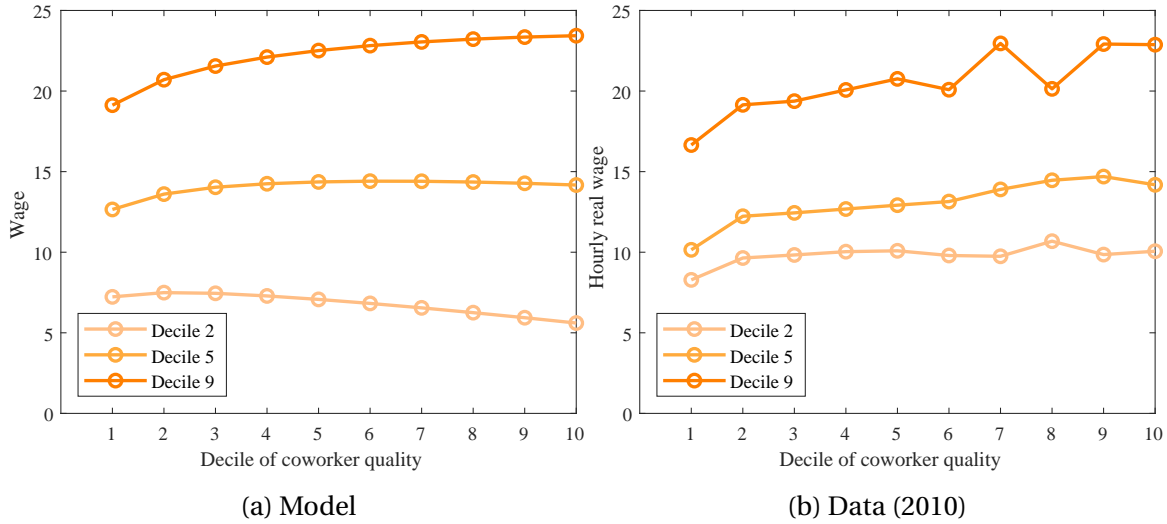 25
20
15
10
5
0
Wage
Decile 2
Decile 5
Decile 9
1 2 3 4 5 6 7 8 9 10
Decile of coworker quality
(a) Model
25
20
15
10
5
0
Hourly real wage
Decile 2
Decile 5
Decile 9
1 2 3 4 5 6 7 8 9 10
Decile of coworker quality
(b) Data (2010)